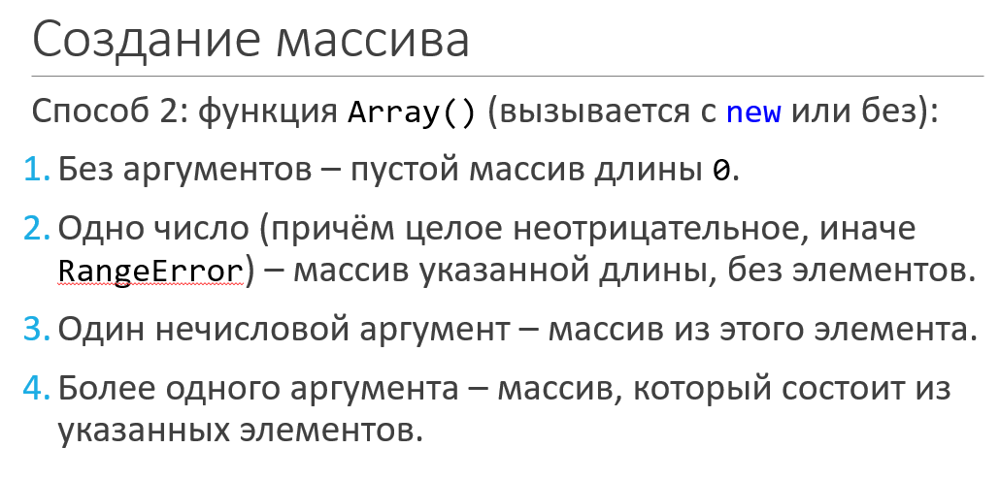 Создание массива
Способ 2: функция Array() (вызывается с new или без):
1. Без аргументов – пустой массив длины 0.
2. Одно число (причём целое неотрицательное, иначе
RangeError) – массив указанной длины, без элементов.
3. Один нечисловой аргумент – массив из этого элемента.
4. Более одного аргумента – массив, который состоит из
указанных элементов.